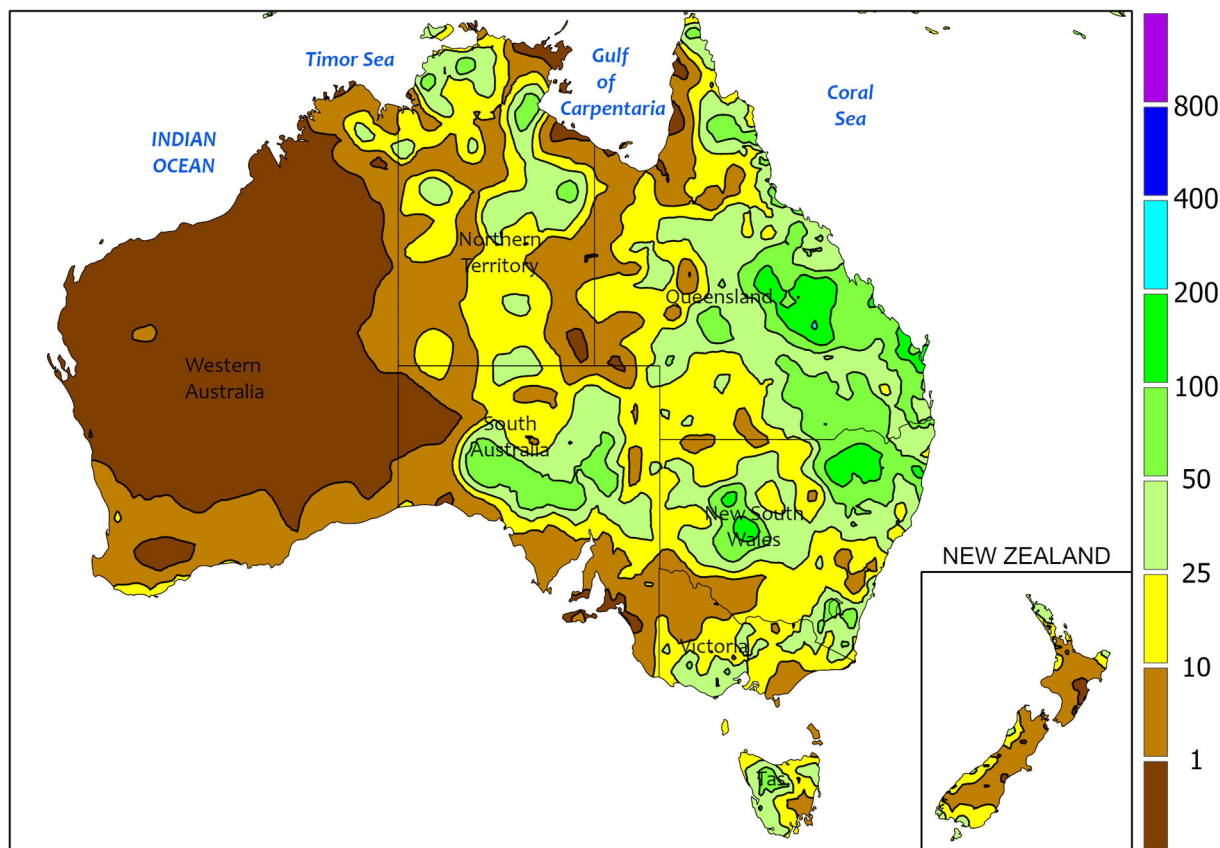 Timor Sea
Gulf
of
Carpentaria
Coral
Sea
INDIAN
OCEAN
Northern
Territory
Queensland
Western
Australia
South
Australia
New South
Wales
Victoria
Tas
NEW ZEALAND
800
400
200
100
50
25
10
1